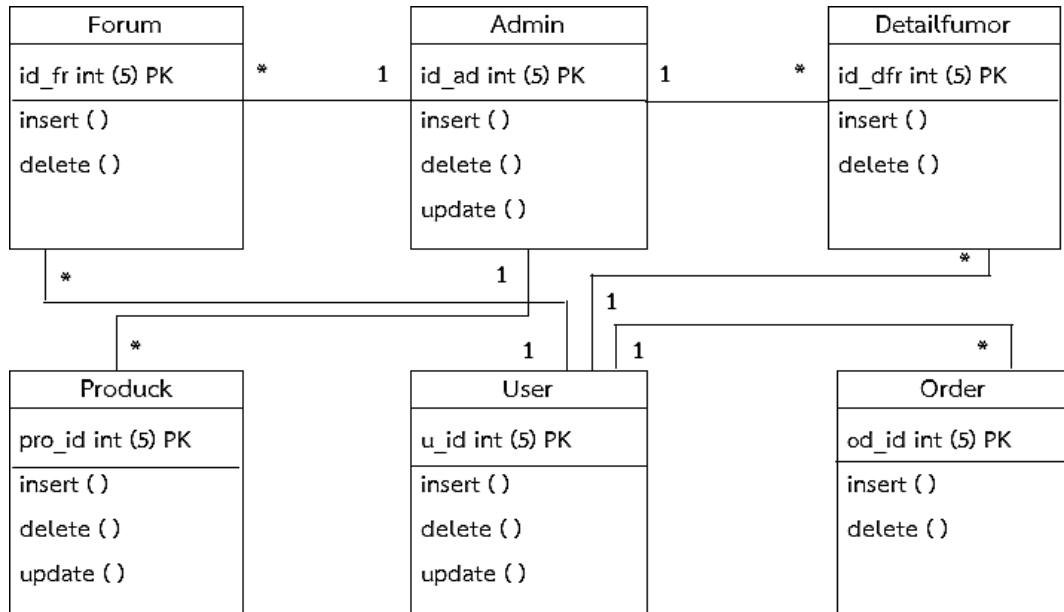 Forum
id_fr int (5) PK
insert ( )
delete ( )
*
1
Admin
id_ad int (5) PK
insert ( )
delete ( )
update ( )
1
*
Detailfumor
id_dfr int (5) PK
insert ( )
delete ( )
*
1
*
1
*
1
1
*
Produck
pro_id int (5) PK
insert ( )
delete ( )
update ( )
User
u_id int (5) PK
insert ( )
delete ( )
update ( )
Order
od_id int (5) PK
insert ( )
delete ( )